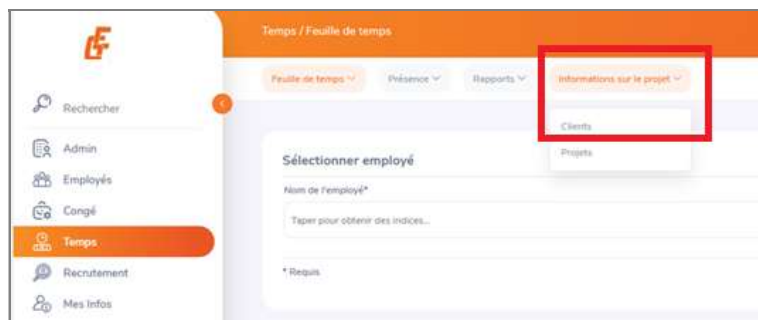 Temps / Feuille de temps
Feuille de temps
Présence
Rapports
Informations sur le projet
Clients
Projets
Rechercher
Admin
Employés
Congé
Temps
Recrutement
Mes Infos
Sélectionner employé
Nom de l'employé*
Taper pour obtenir des indices...
* Requis